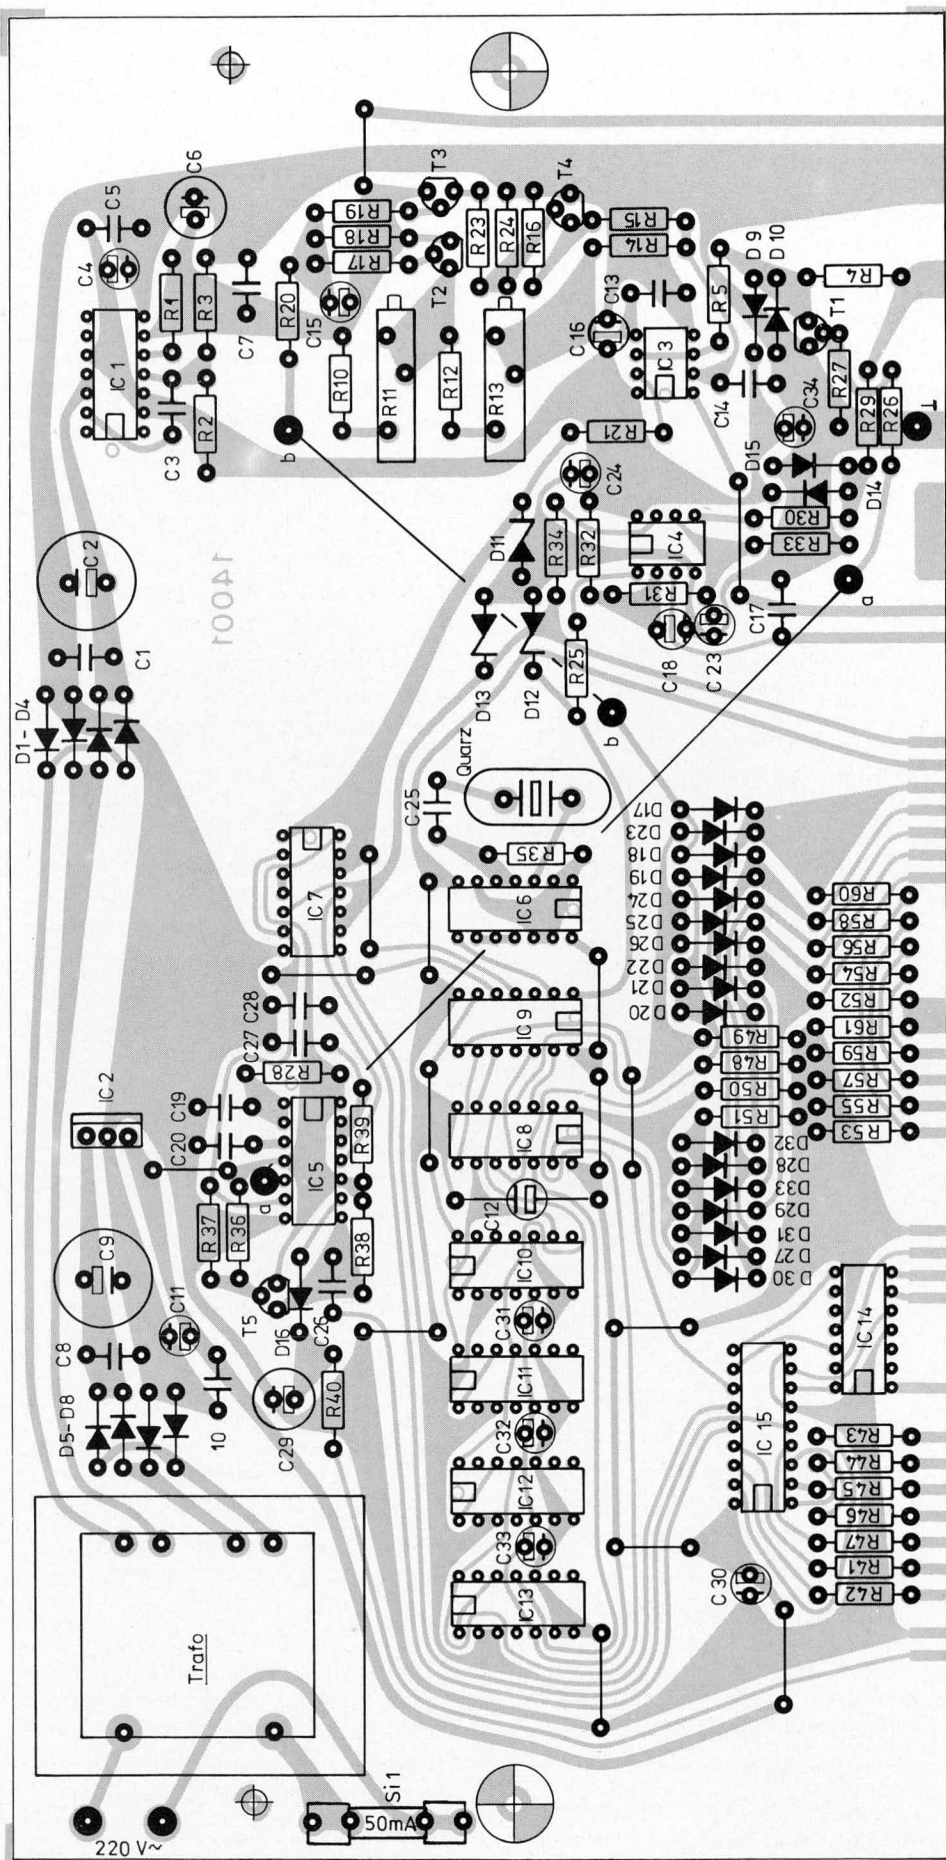 C6
C5
C4
T3
T4
R19
R18
R17
R23
R24
R16
R15
R14
D9
D10
R1
R3
C7
R20
C15
T2
C13
R5
R4
T1
IC1
C16
IC3
R10
R11
R12
R13
C14
R27
C34
R29
R26
C3
R2
b
R21
D15
⊥
C24
D14
C2
D11
R34
R32
IC4
R30
R33
14001
R31
a
C1
D13
D12
R25
C18
C23
C17
D1-D4
b
Quarz
C25
D17
D23
D18
D19
D24
D25
D26
D22
D21
D20
R35
IC7
IC6
R60
R58
R56
R54
R52
R61
R59
R57
R55
R53
C28
C27
IC9
R49
R48
R50
R51
IC2
C19
C20
R28
R39
IC5
IC8
a
D32
D28
D33
D29
D31
D27
D30
C12
R37
R36
R38
C9
IC10
T5
D16
C26
C11
C31
C8
IC11
IC14
D5-D8
10
C29
R40
C32
IC15
IC12
R43
R44
R45
R46
R47
R41
R42
C33
C30
IC13
Trafo
Si1
50mA
220 V~